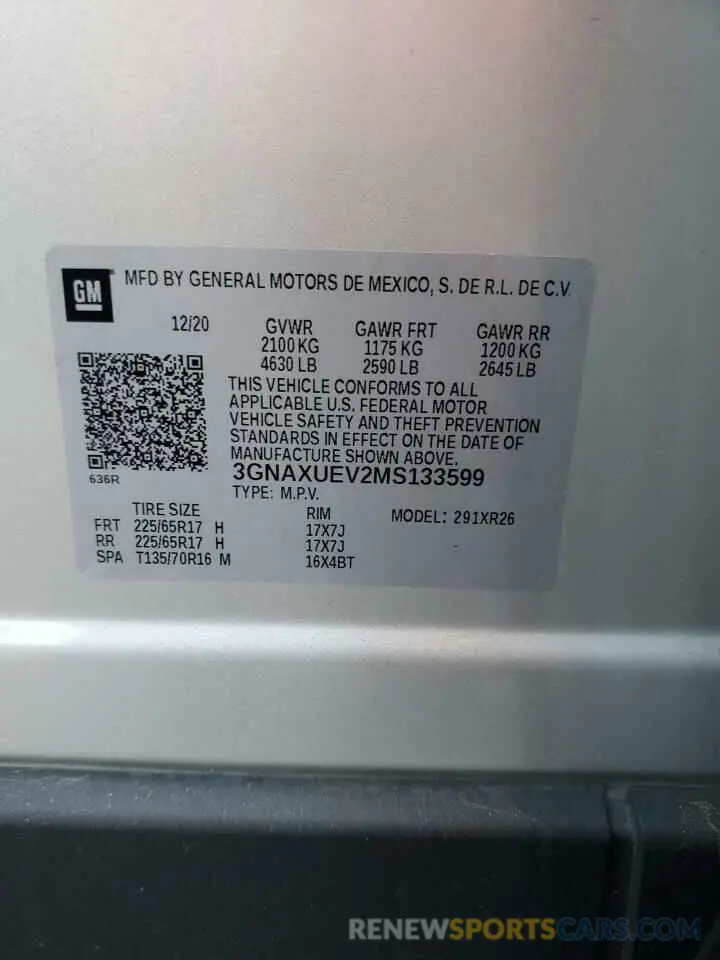 GM MFD BY GENERAL MOTORS DE MEXICO, S. DE R.L. DE C.V.
12/20 GVWR GAWR FRT GAWR RR
2100 KG 1175 KG 1200 KG
4630 LB 2590 LB 2645 LB
THIS VEHICLE CONFORMS TO ALL
APPLICABLE U.S. FEDERAL MOTOR
VEHICLE SAFETY AND THEFT PREVENTION
STANDARDS IN EFFECT ON THE DATE OF
MANUFACTURE SHOWN ABOVE.
636R 3GNAXUEV2MS133599
TYPE: M.P.V.
TIRE SIZE RIM MODEL: 291XR26
FRT 225/65R17 H 17X7J
RR 225/65R17 H 17X7J
SPA T135/70R16 M 16X4BT
RENEWSPORTSCARS.COM